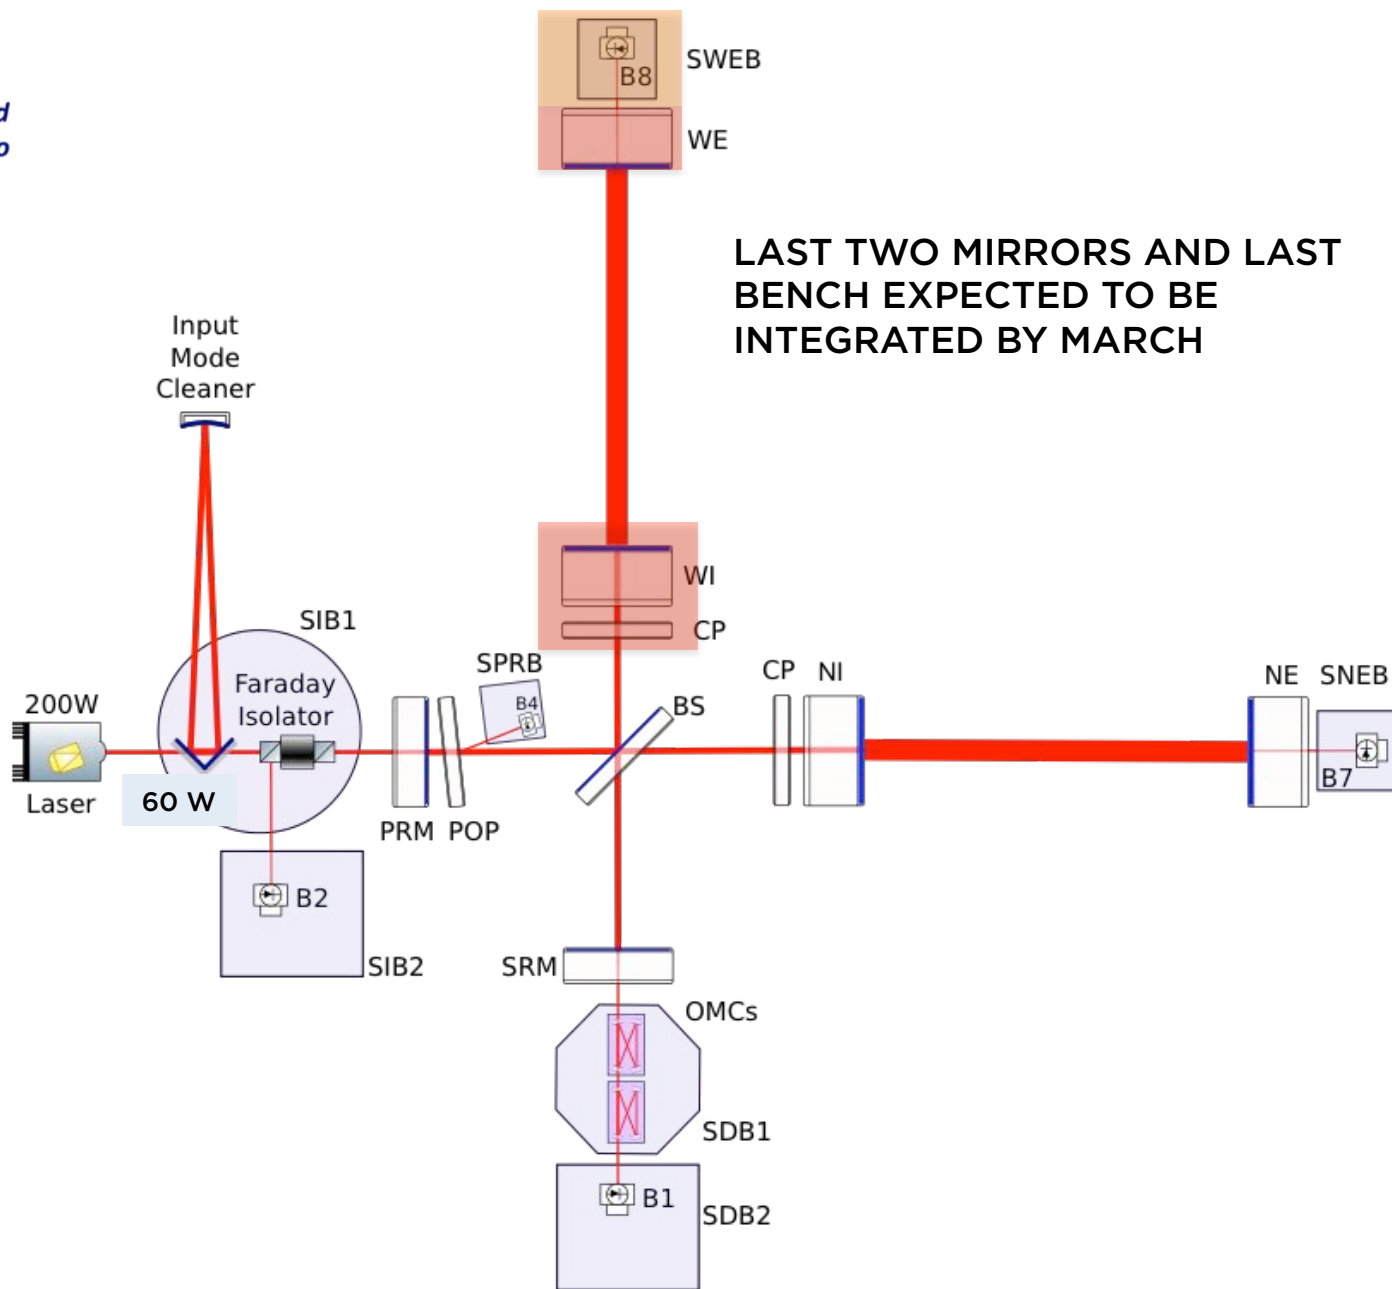 SWEB
B8
WE
d
o
LAST TWO MIRRORS AND LAST
BENCH EXPECTED TO BE
INTEGRATED BY MARCH
Input
Mode
Cleaner
WI
SIB1
CP
SPRB
CP
NI
NE
SNEB
Faraday
Isolator
B4
BS
200W
B7
Laser
60 W
PRM
POP
B2
SIB2
SRM
OMCs
SDB1
B1
SDB2